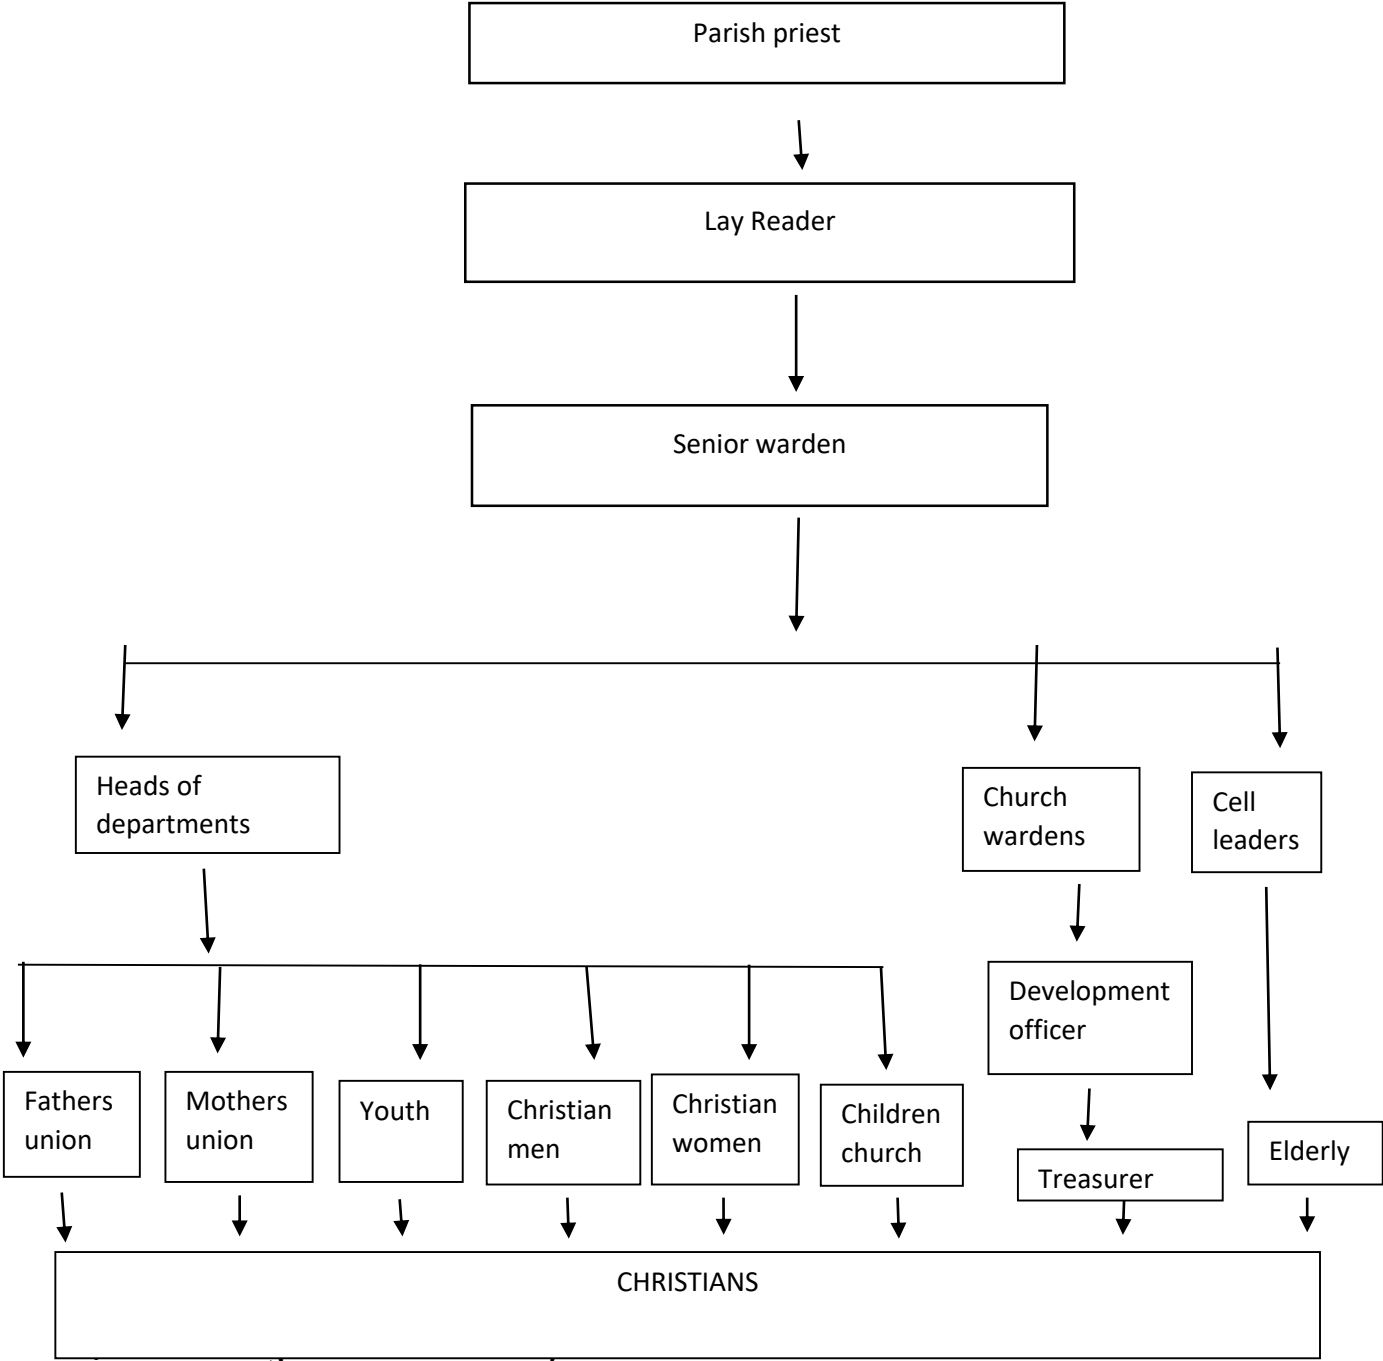 Parish priest
Lay Reader
Senior warden
Heads of
departments
Church
wardens
Cell
leaders
Development
officer
Fathers
union
Mothers
union
Youth
Christian
men
Christian
women
Children
church
Treasurer
Elderly
CHRISTIANS